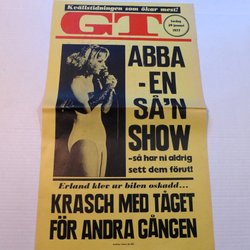 Kvällstidningen som ökar mest!
GT
Lördag
29 januari
1977
ABBA
- EN
SÅ'N
SHOW
-så har ni aldrig
sett dem förut!
Erlund klev ur bilen oskadd...
KRASCH MED TÅGET
FÖR ANDRA GÅNGEN